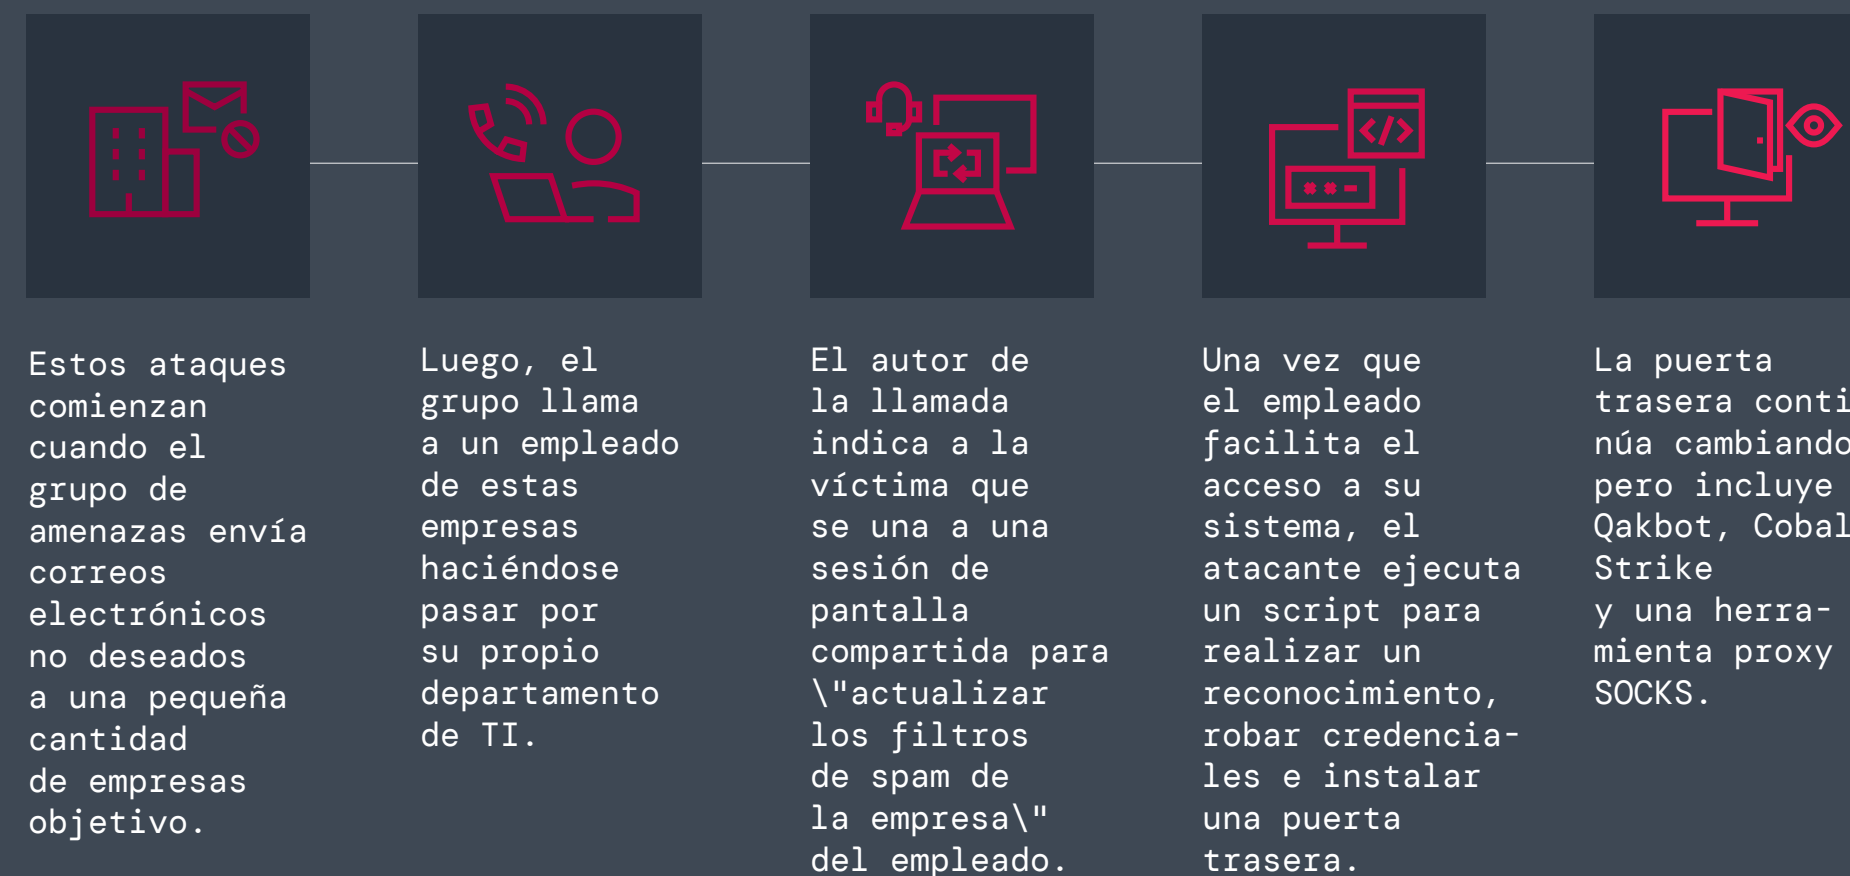 Estos ataques
comienzan
cuando el
grupo de
amenazas envía
correos
electrónicos
no deseados
a una pequeña
cantidad
de empresas
objetivo.
Luego, el
grupo llama
a un empleado
de estas
empresas
haciéndose
pasar por
su propio
departamento
de TI.
El autor de
la llamada
indica a la
víctima que
se una a una
sesión de
pantalla
compartida para
\"actualizar
los filtros
de spam de
la empresa\"
del empleado.
Una vez que
el empleado
facilita el
acceso a su
sistema, el
atacante ejecuta
un script para
realizar un
reconocimiento,
robar credencia-
les e instalar
una puerta
trasera.
La puerta
trasera conti
núa cambiando
pero incluye
Qakbot, Cobal
Strike
y una herra-
mienta proxy
SOCKS.